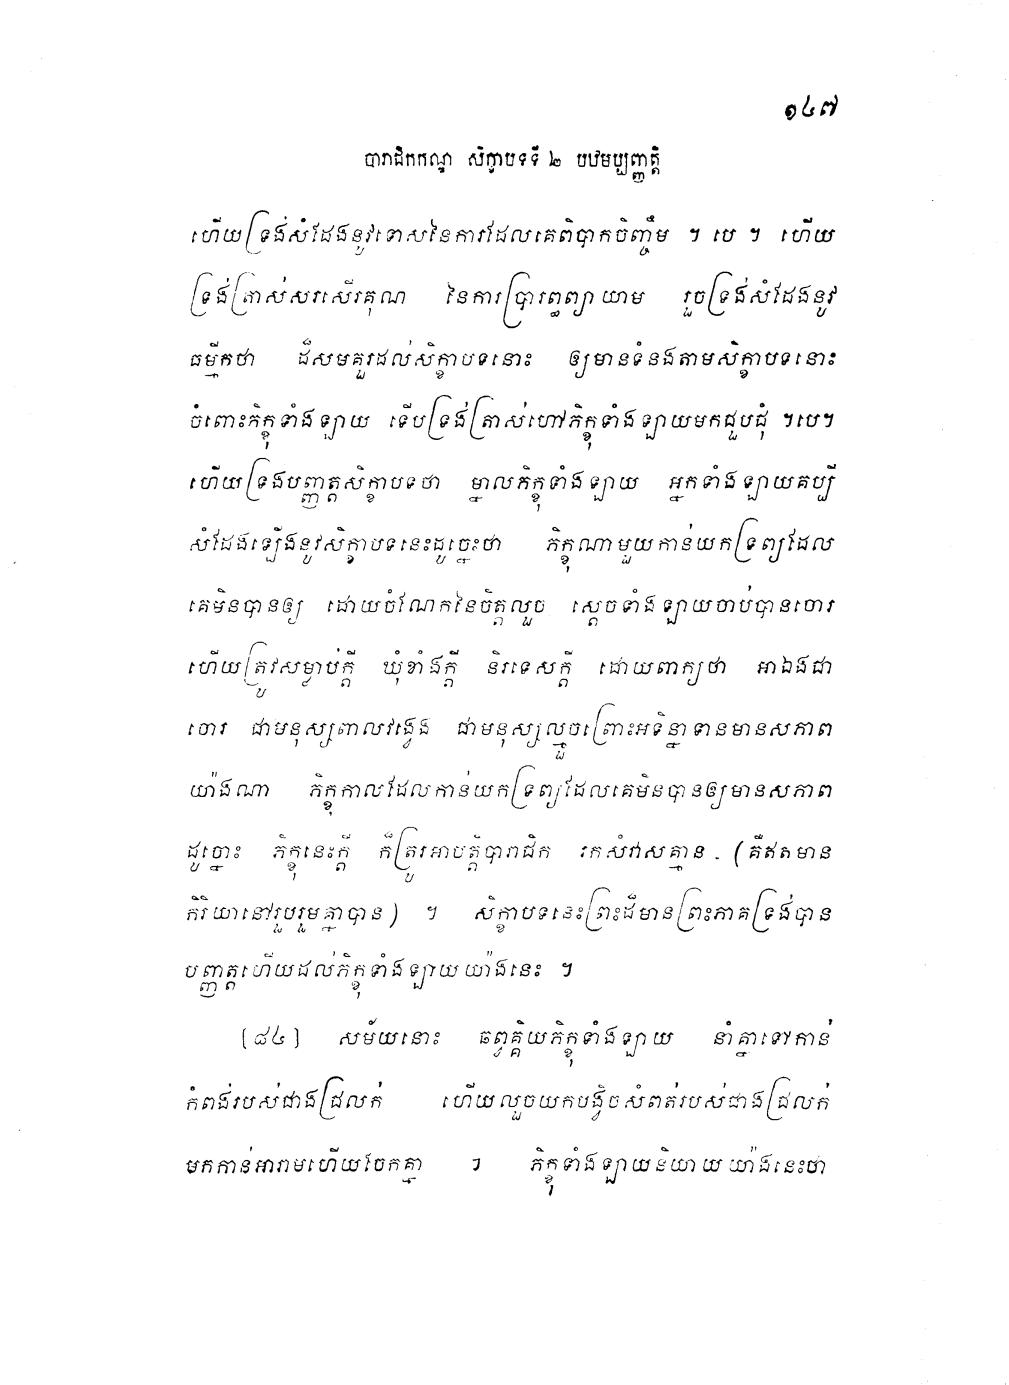 ១៤៧
បារាជិកកណ្ឌ សិក្ខាបទទី ២ បឋមប្បញ្ញត្តិ
ហើយទ្រង់សំដែងនូវទោសនៃការដែលគេពិបាកចិញ្ចឹម ។ បេ ។ ហើយ
ទ្រង់ត្រាស់សរសើរគុណ នៃការប្រារព្ធព្យាយាម រួចទ្រង់សំដែងនូវ
ធម្មីកថា ដ៏សមគួរដល់សិក្ខាបទនោះ ឲ្យមានទំនងតាមសិក្ខាបទនោះ
ចំពោះភិក្ខុទាំងឡាយ ទើបទ្រង់ត្រាស់ហៅភិក្ខុទាំងឡាយមកជួបជុំ ។បេ។
ហើយទ្រង់បញ្ញត្តសិក្ខាបទថា ម្នាលភិក្ខុទាំងឡាយ អ្នកទាំងឡាយគប្បី
សំដែងឡើងនូវសិក្ខាបទនេះដូច្នេះថា ភិក្ខុណាមួយកាន់យកទ្រព្យដែល
គេមិនបានឲ្យ ដោយចំណែកនៃចិត្តលួច ស្តេចទាំងឡាយចាប់បានចោរ
ហើយត្រូវសម្លាប់ក្តី ឃុំខាំងក្តី និរទេសក្តី ដោយពាក្យថា អាឯងជា
ចោរ ជាមនុស្សពាលវង្វេង ជាមនុស្សល្មួចព្រោះអទិន្នាទានមានសភាព
យ៉ាងណា ភិក្ខុកាលដែលកាន់យកទ្រព្យដែលគេមិនបានឲ្យមានសភាព
ដូច្នោះ ភិក្ខុនេះក្តី ក៏ត្រូវអាបត្តិបារាជិក រកសំវាសគ្មាន . (គឺឥតមាន
កិរិយានៅរួបរួមគ្នាបាន) ។ សិក្ខាបទនេះព្រះដ៏មានព្រះភាគទ្រង់បាន
បញ្ញត្តហើយដល់ភិក្ខុទាំងឡាយយ៉ាងនេះ ។
[៨៤] សម័យនោះ ឆព្វគ្គិយភិក្ខុទាំងឡាយ នាំគ្នាទៅកាន់
កំពង់របស់ជាងជ្រលក់ ហើយលួចយកបង្វិចសំពត់របស់ជាងជ្រលក់
មកកាន់អារាមហើយចែកគ្នា ។ ភិក្ខុទាំងឡាយនិយាយយ៉ាងនេះថា